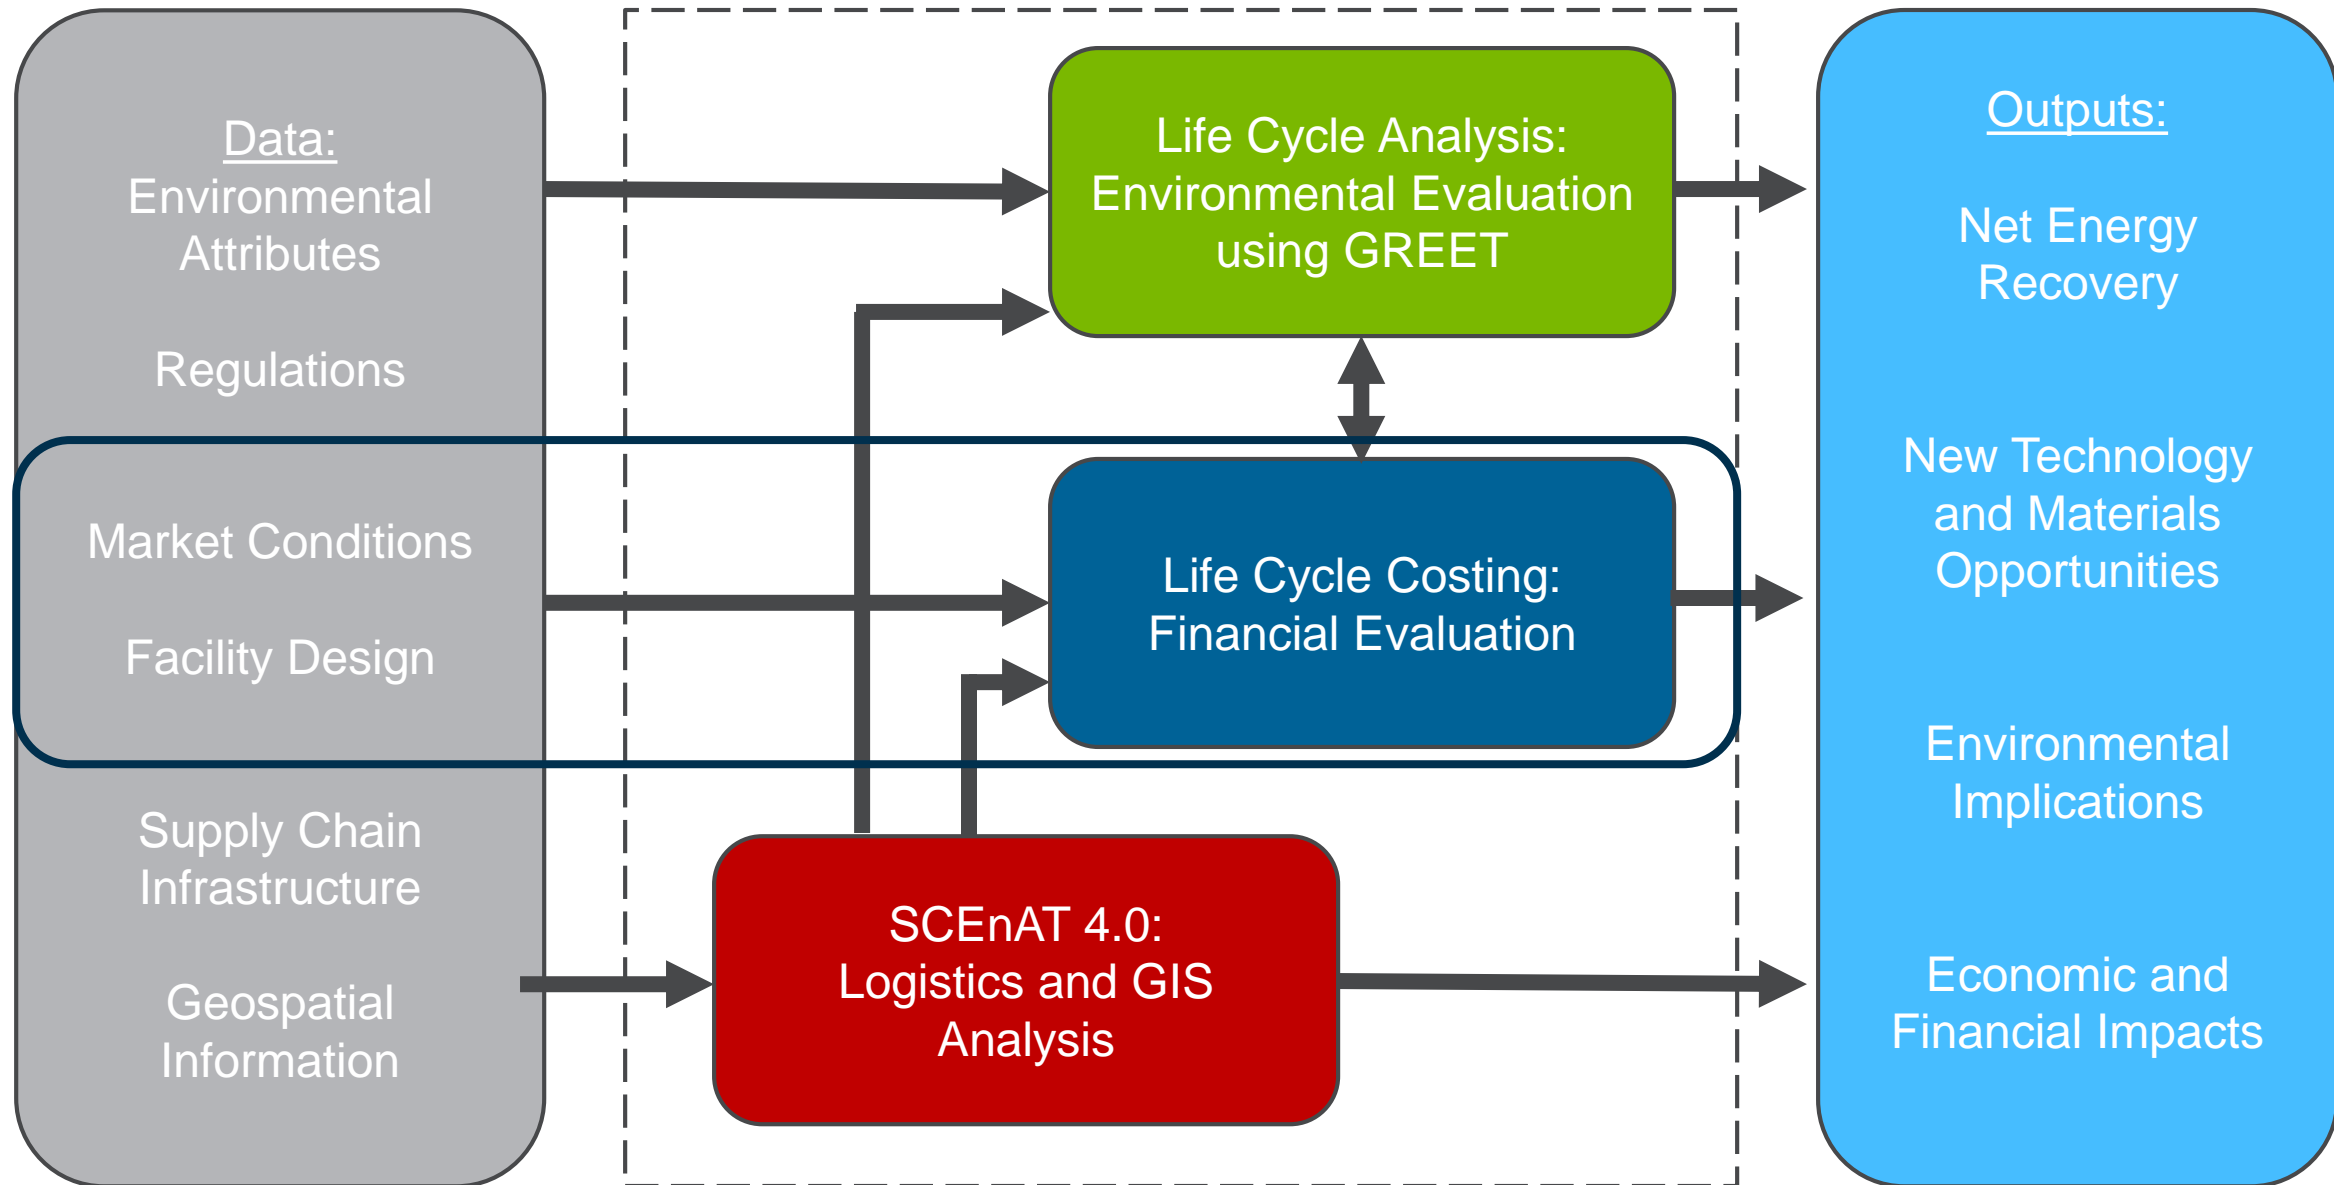 Data:
Environmental
Attributes
Regulations
Market Conditions
Facility Design
Supply Chain
Infrastructure
Geospatial
Information
Life Cycle Analysis:
Environmental Evaluation
using GREET
Life Cycle Costing:
Financial Evaluation
SCEnAT 4.0:
Logistics and GIS
Analysis
Outputs:
Net Energy
Recovery
New Technology
and Materials
Opportunities
Environmental
Implications
Economic and
Financial Impacts